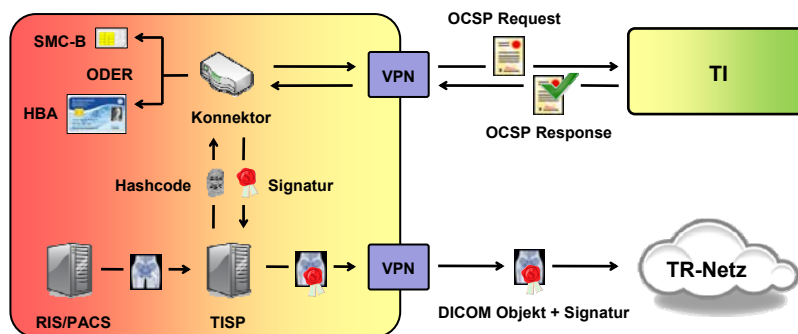 OCSP Request
SMC-B
ODER
HBA
Konnektor
VPN
TI
OCSP Response
Hashcode
Signatur
RIS/PACS
TISP
VPN
DICOM Objekt + Signatur
TR-Netz